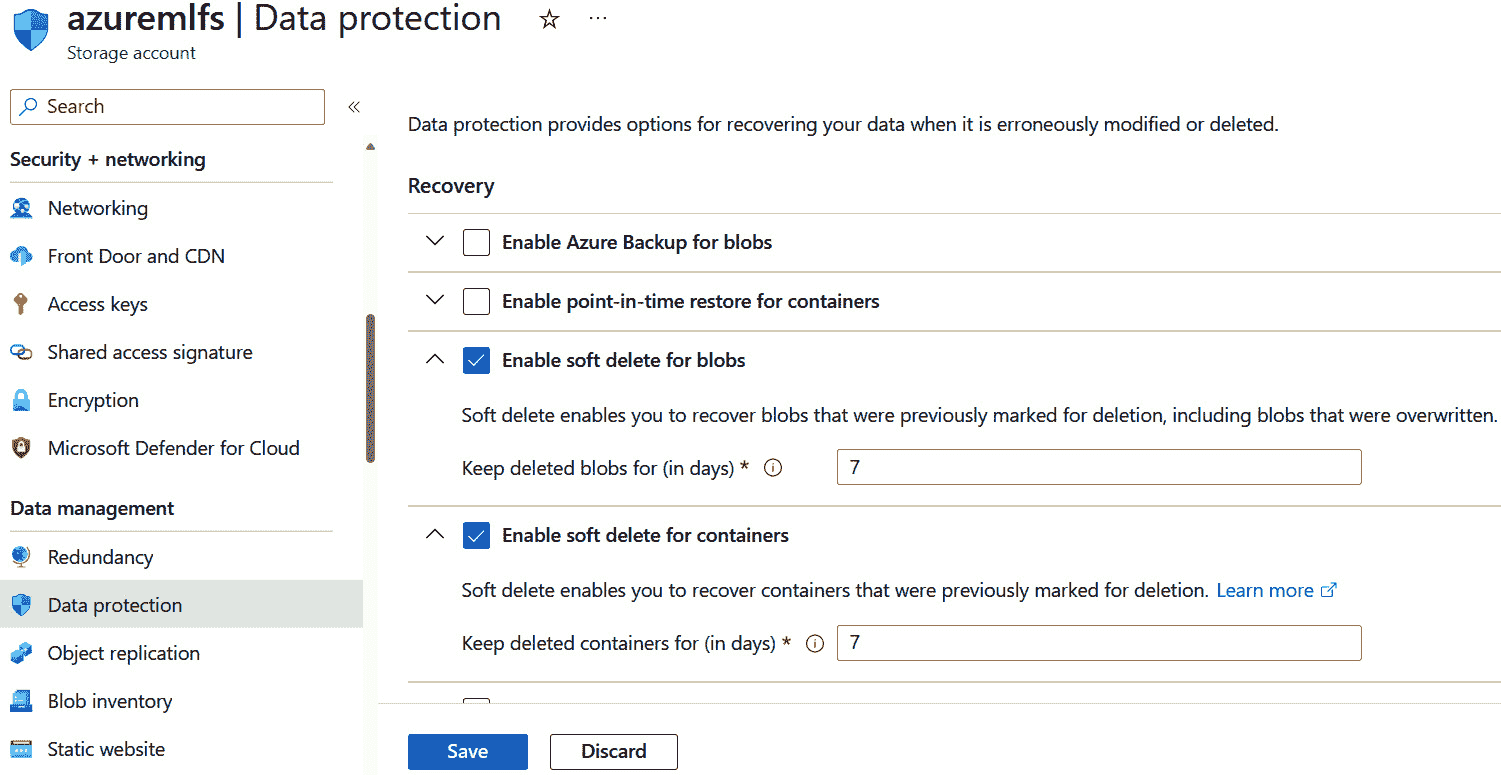 azuremlfs | Data protection
Storage account
Search
Security + networking
Networking
Front Door and CDN
Access keys
Shared access signature
Encryption
Microsoft Defender for Cloud
Data management
Redundancy
Data protection
Object replication
Blob inventory
Static website
Data protection provides options for recovering your data when it is erroneously modified or deleted.
Recovery
Enable Azure Backup for blobs
Enable point-in-time restore for containers
Enable soft delete for blobs
Soft delete enables you to recover blobs that were previously marked for deletion, including blobs that were overwritten.
Keep deleted blobs for (in days) * 7
Enable soft delete for containers
Soft delete enables you to recover containers that were previously marked for deletion. Learn more
Keep deleted containers for (in days) * 7
Save Discard